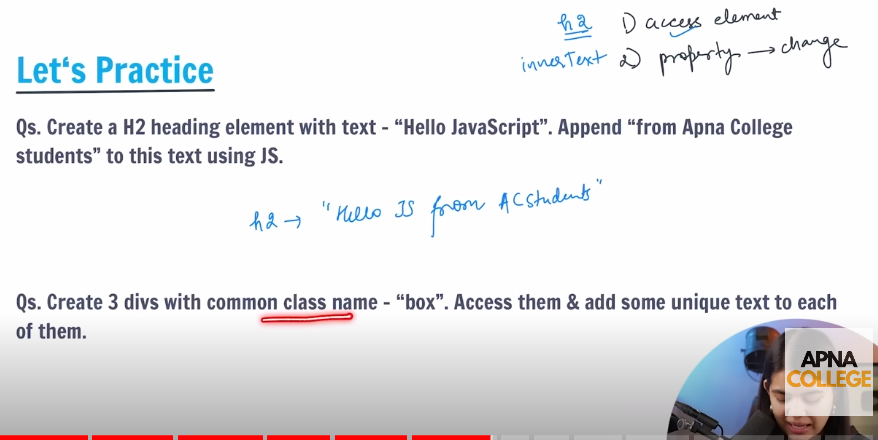 h2 1) access element
innerText 2) property → change
Let's Practice
Qs. Create a H2 heading element with text - “Hello JavaScript”. Append “from Apna College
students” to this text using JS.
h2 → "Hello JS from AC Students"
Qs. Create 3 divs with common class name - “box”. Access them & add some unique text to each
of them.
APNA
COLLEGE